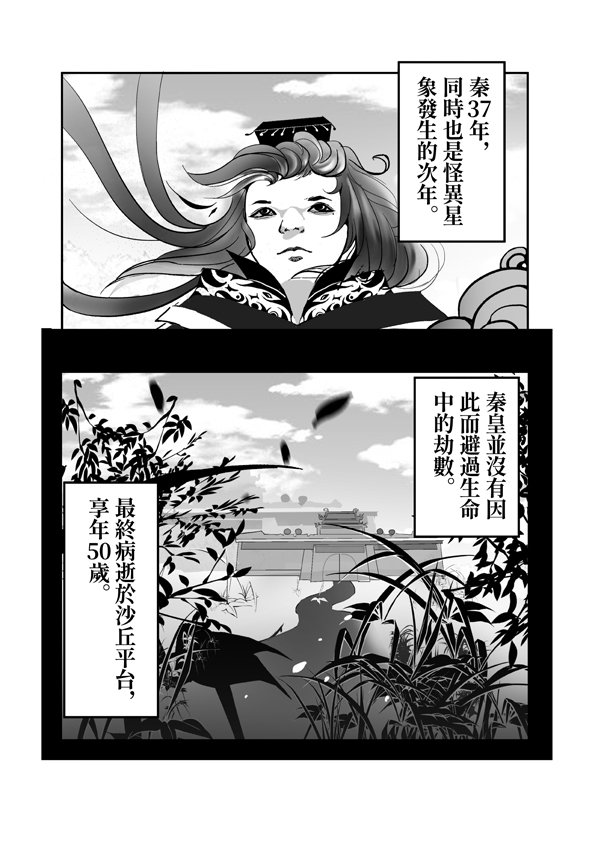 秦37年，
同時也是怪異星
象發生的次年。
秦皇並沒有因
此而避過生命
中的劫數。
最終病逝於沙丘平台，
享年50歲。